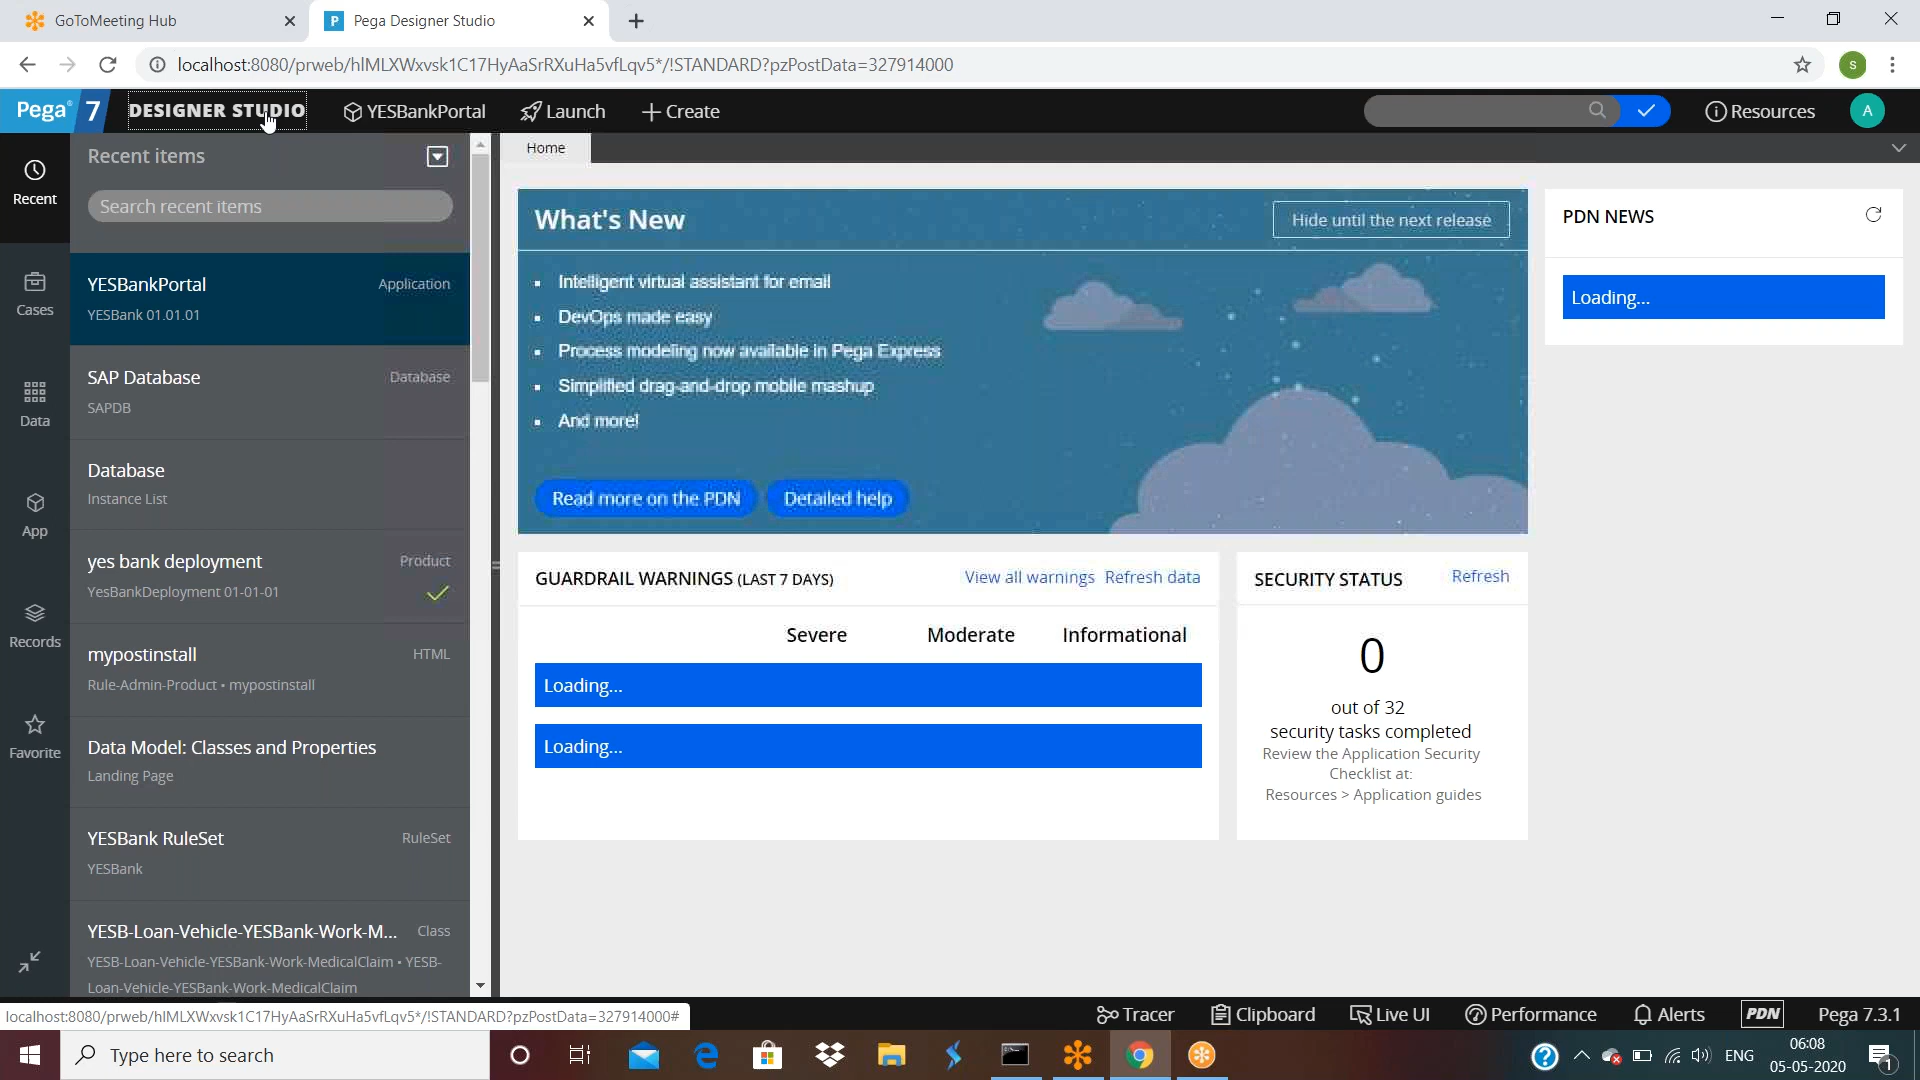 GoToMeeting Hub
P Pega Designer Studio
localhost:8080/prweb/hIMLXWxvsk1C17HyAaSrRXuHa5vfLqv5*/!STANDARD?pzPostData=327914000
s
Pega 7
DESIGNER STUDIO
YESBankPortal
Launch
Create
Resources
A
Recent
Cases
Data
App
Records
Favorite
Recent items
Search recent items
YESBankPortal Application
YESBank 01.01.01
SAP Database Database
SAPDB
Database
Instance List
yes bank deployment Product
YesBankDeployment 01-01-01
mypostinstall HTML
Rule-Admin-Product • mypostinstall
Data Model: Classes and Properties
Landing Page
YESBank RuleSet RuleSet
YESBank
YESB-Loan-Vehicle-YESBank-Work-M... Class
YESB-Loan-Vehicle-YESBank-Work-MedicalClaim • YESB-
Loan-Vehicle-YESBank-Work-MedicalClaim
Home
What's New
Hide until the next release
Intelligent virtual assistant for email
DevOps made easy
Process modeling now available in Pega Express
Simplified drag-and-drop mobile mashup
And more!
Read more on the PDN
Detailed help
PDN NEWS
Loading...
GUARDRAIL WARNINGS (LAST 7 DAYS)
View all warnings Refresh data
Severe Moderate Informational
Loading...
Loading...
SECURITY STATUS Refresh
0
out of 32
security tasks completed
Review the Application Security
Checklist at:
Resources > Application guides
localhost:8080/prweb/hIMLXWxvsk1C17HyAaSrRXuHa5vfLqv5*/!STANDARD?pzPostData=327914000#
Tracer
Clipboard
Live UI
Performance
Alerts
PDN
Pega 7.3.1
Type here to search
ENG
06:08
05-05-2020
1